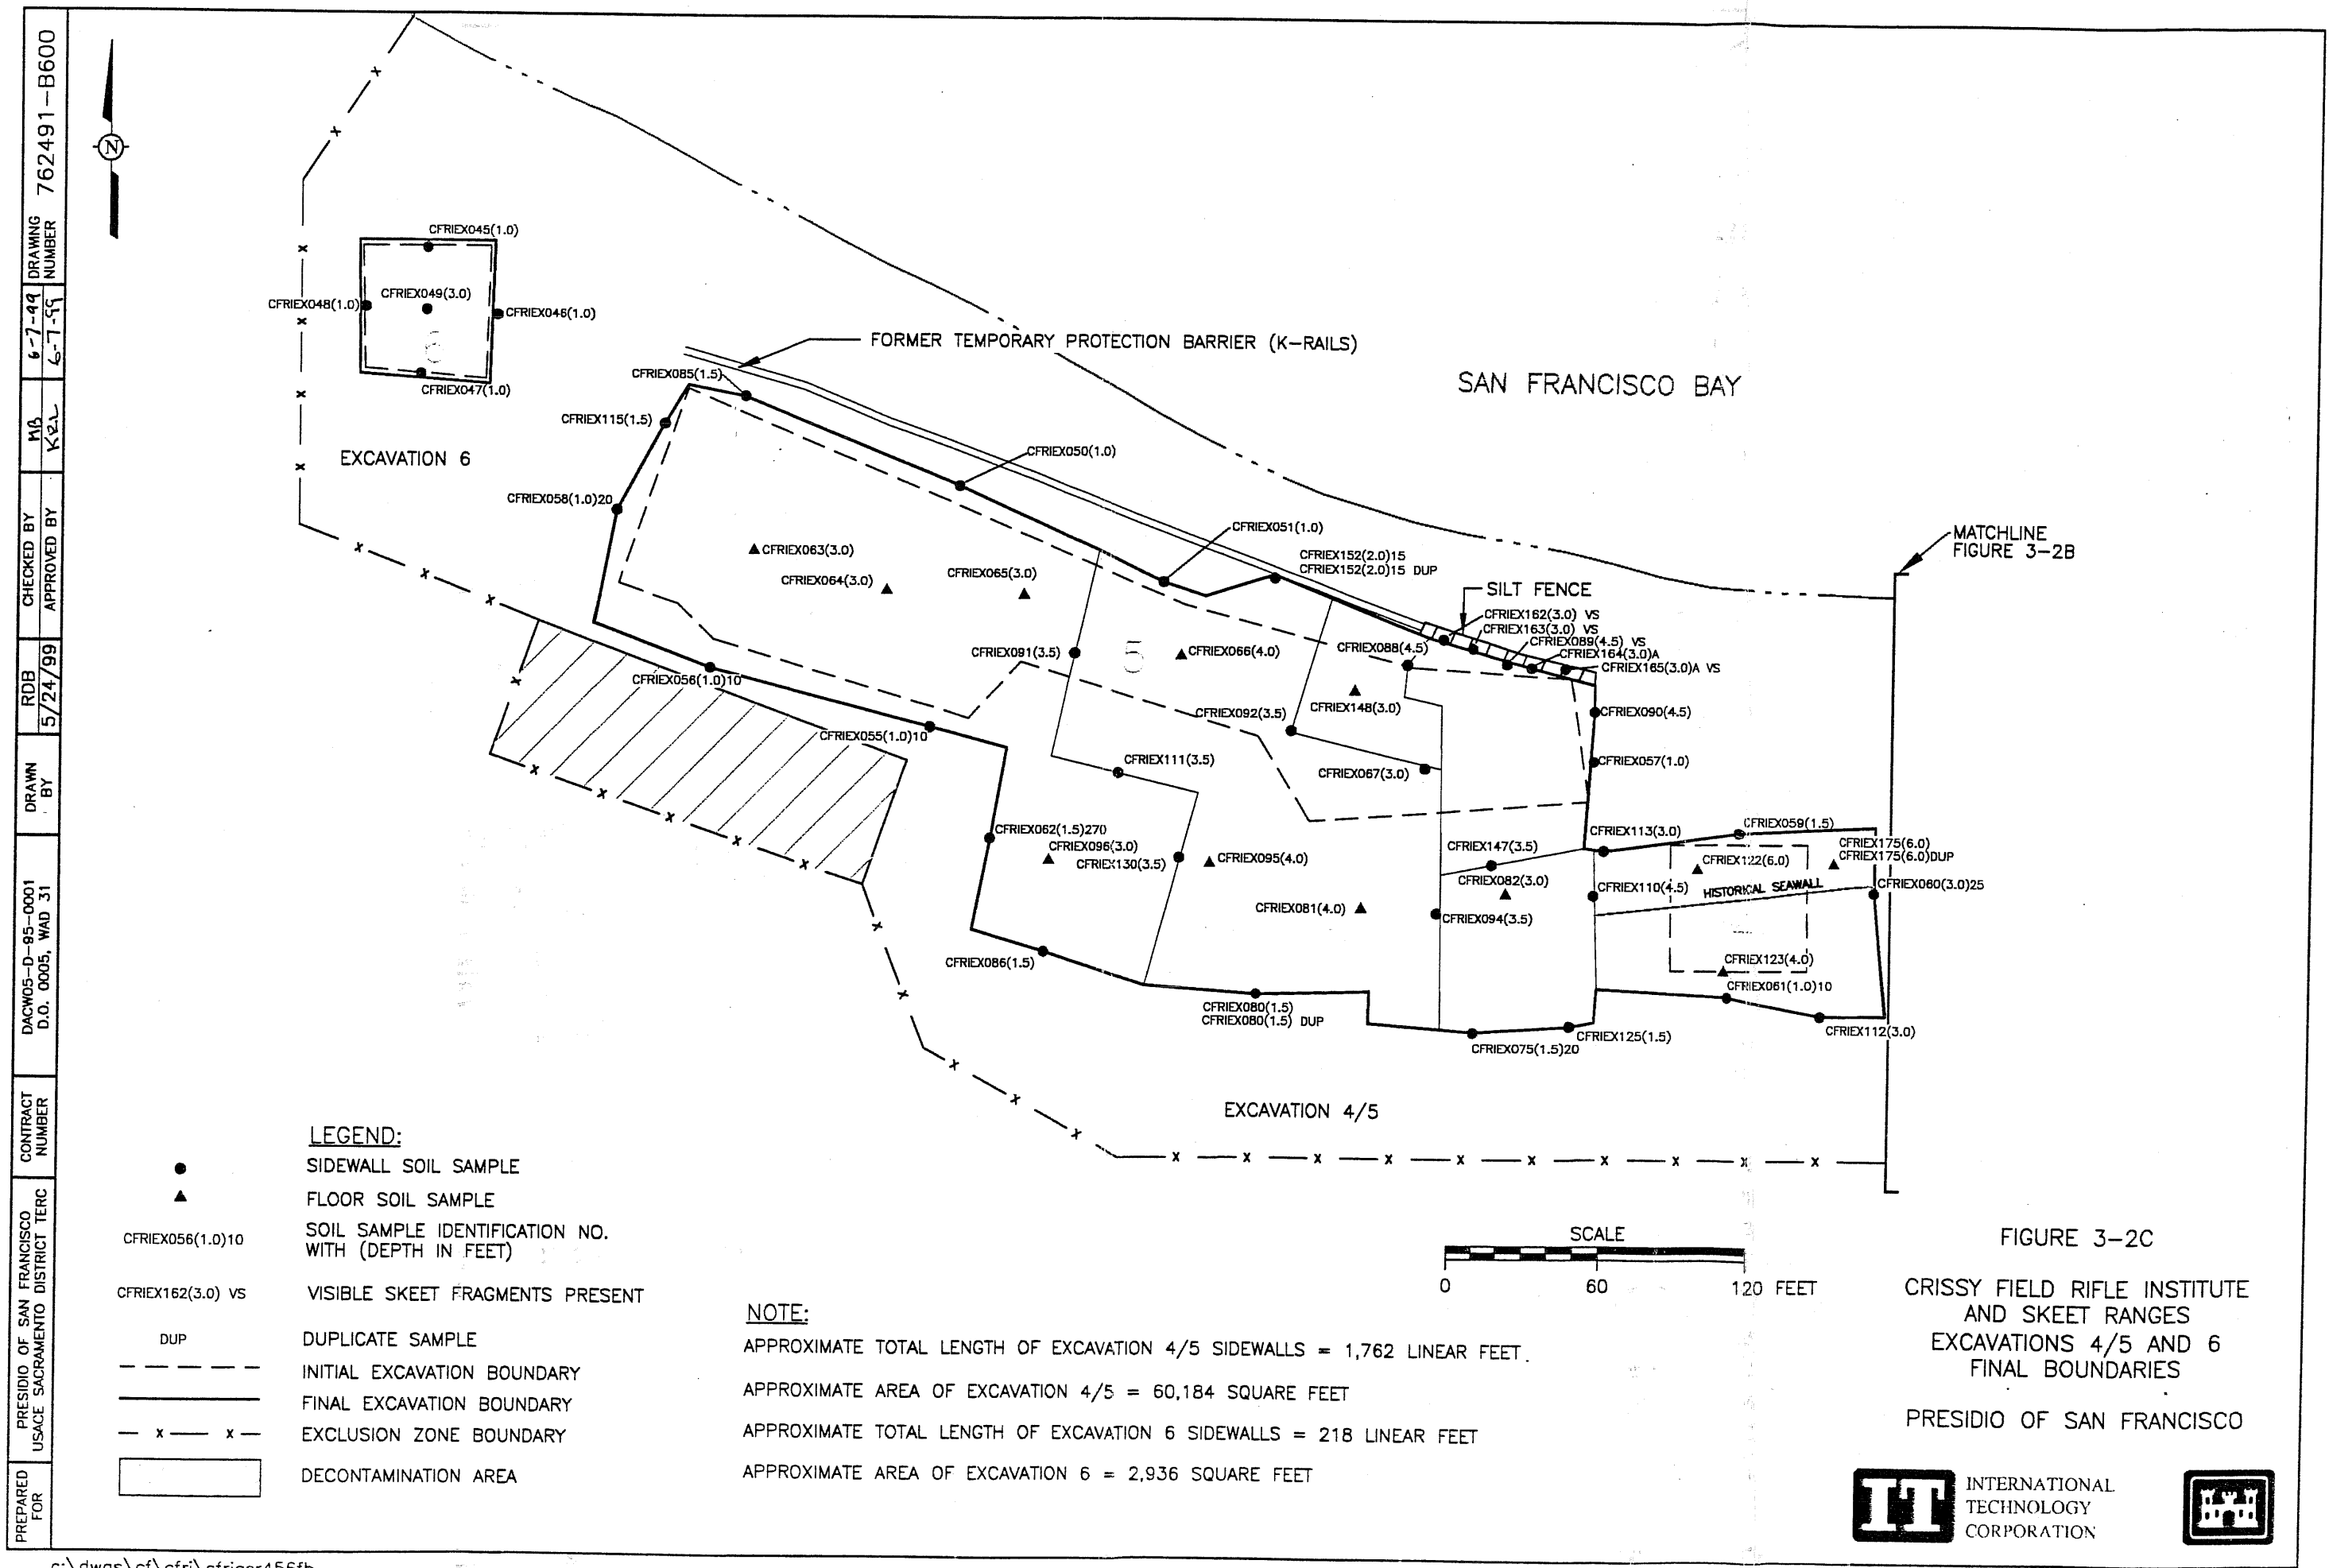 DRAWING NUMBER 7624491-B600
6-7-99
6-7-99
CHECKED BY MB
APPROVED BY KRL
DRAWN BY RDB 5/24/99
CONTRACT NUMBER DACW05-D-95-0001
D.O. 0005, WAD 31
PREPARED FOR PRESIDIO OF SAN FRANCISCO
USACE SACRAMENTO DISTRICT TERC
N
CFRIEX045(1.0)
CFRIEX048(1.0)
CFRIEX049(3.0)
CFRIEX046(1.0)
6
CFRIEX047(1.0)
EXCAVATION 6
FORMER TEMPORARY PROTECTION BARRIER (K-RAILS)
SAN FRANCISCO BAY
CFRIEX085(1.5)
CFRIEX115(1.5)
CFRIEX050(1.0)
CFRIEX058(1.0)20
CFRIEX051(1.0)
MATCHLINE
FIGURE 3-2B
CFRIEX063(3.0)
CFRIEX064(3.0)
CFRIEX065(3.0)
CFRIEX152(2.0)15
CFRIEX152(2.0)15 DUP
SILT FENCE
CFRIEX162(3.0) VS
CFRIEX163(3.0) VS
CFRIEX089(4.5) VS
CFRIEX164(3.0)A
CFRIEX165(3.0)A VS
CFRIEX088(4.5)
CFRIEX091(3.5)
5
CFRIEX066(4.0)
CFRIEX056(1.0)10
CFRIEX148(3.0)
CFRIEX092(3.5)
CFRIEX090(4.5)
CFRIEX055(1.0)10
CFRIEX111(3.5)
CFRIEX067(3.0)
CFRIEX057(1.0)
CFRIEX062(1.5)270
CFRIEX096(3.0)
CFRIEX130(3.5)
CFRIEX095(4.0)
CFRIEX147(3.5)
CFRIEX113(3.0)
CFRIEX059(1.5)
CFRIEX175(6.0)
CFRIEX175(6.0)DUP
CFRIEX122(6.0)
CFRIEX082(3.0)
CFRIEX110(4.5)
HISTORICAL SEAWALL
CFRIEX060(3.0)25
CFRIEX081(4.0)
CFRIEX094(3.5)
CFRIEX086(1.5)
CFRIEX123(4.0)
CFRIEX061(1.0)10
CFRIEX080(1.5)
CFRIEX080(1.5) DUP
CFRIEX075(1.5)20
CFRIEX125(1.5)
CFRIEX112(3.0)
EXCAVATION 4/5
LEGEND:
SIDEWALL SOIL SAMPLE
FLOOR SOIL SAMPLE
CFRIEX056(1.0)10 SOIL SAMPLE IDENTIFICATION NO.
WITH (DEPTH IN FEET)
CFRIEX162(3.0) VS VISIBLE SKEET FRAGMENTS PRESENT
DUP DUPLICATE SAMPLE
INITIAL EXCAVATION BOUNDARY
FINAL EXCAVATION BOUNDARY
EXCLUSION ZONE BOUNDARY
DECONTAMINATION AREA
NOTE:
APPROXIMATE TOTAL LENGTH OF EXCAVATION 4/5 SIDEWALLS = 1,762 LINEAR FEET.
APPROXIMATE AREA OF EXCAVATION 4/5 = 60,184 SQUARE FEET
APPROXIMATE TOTAL LENGTH OF EXCAVATION 6 SIDEWALLS = 218 LINEAR FEET
APPROXIMATE AREA OF EXCAVATION 6 = 2,936 SQUARE FEET
SCALE
0 60 120 FEET
FIGURE 3-2C
CRISSY FIELD RIFLE INSTITUTE
AND SKEET RANGES
EXCAVATIONS 4/5 AND 6
FINAL BOUNDARIES
PRESIDIO OF SAN FRANCISCO
IT
INTERNATIONAL
TECHNOLOGY
CORPORATION